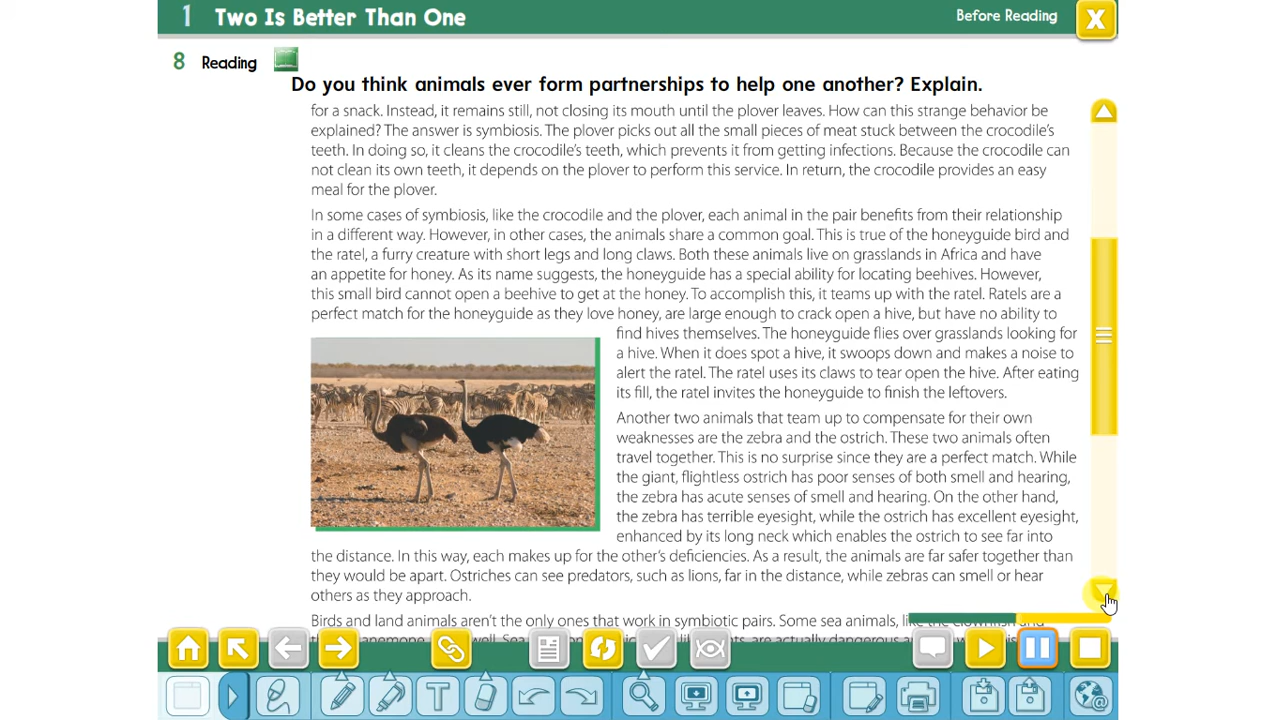 1 Two Is Better Than One
Before Reading
X
8 Reading
Do you think animals ever form partnerships to help one another? Explain.
for a snack. Instead, it remains still, not closing its mouth until the plover leaves. How can this strange behavior be
explained? The answer is symbiosis. The plover picks out all the small pieces of meat stuck between the crocodile's
teeth. In doing so, it cleans the crocodile's teeth, which prevents it from getting infections. Because the crocodile can
not clean its own teeth, it depends on the plover to perform this service. In return, the crocodile provides an easy
meal for the plover.
In some cases of symbiosis, like the crocodile and the plover, each animal in the pair benefits from their relationship
in a different way. However, in other cases, the animals share a common goal. This is true of the honeyguide bird and
the ratel, a furry creature with short legs and long claws. Both these animals live on grasslands in Africa and have
an appetite for honey. As its name suggests, the honeyguide has a special ability for locating beehives. However,
this small bird cannot open a beehive to get at the honey. To accomplish this, it teams up with the ratel. Ratels are a
perfect match for the honeyguide as they love honey, are large enough to crack open a hive, but have no ability to
find hives themselves. The honeyguide flies over grasslands looking for
a hive. When it does spot a hive, it swoops down and makes a noise to
alert the ratel. The ratel uses its claws to tear open the hive. After eating
its fill, the ratel invites the honeyguide to finish the leftovers.
Another two animals that team up to compensate for their own
weaknesses are the zebra and the ostrich. These two animals often
travel together. This is no surprise since they are a perfect match. While
the giant, flightless ostrich has poor senses of both smell and hearing,
the zebra has acute senses of smell and hearing. On the other hand,
the zebra has terrible eyesight, while the ostrich has excellent eyesight,
enhanced by its long neck which enables the ostrich to see far into
the distance. In this way, each makes up for the other's deficiencies. As a result, the animals are far safer together than
they would be apart. Ostriches can see predators, such as lions, far in the distance, while zebras can smell or hear
others as they approach.
Birds and land animals aren't the only ones that work in symbiotic pairs. Some sea animals, like the clownfish and
anemone well. Sea are actually dangerous
T